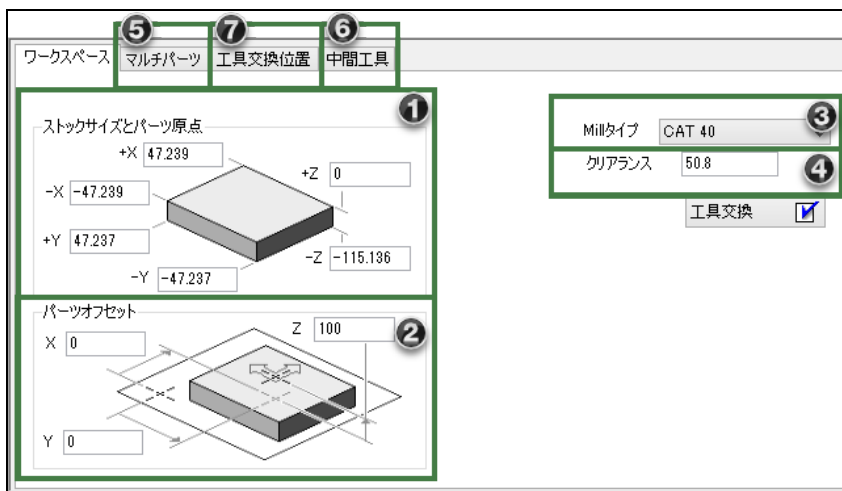 5 7 6
ワークスペース マルチパーツ 工具交換位置 中間工具
1
ストックサイズとパーツ原点
+X 47.239
+Z 0
-X -47.239
+Y 47.237
-Z -115.136
-Y -47.237
3
Millタイプ CAT 40
4
クリアランス 50.8
工具交換
パーツオフセット
2
X 0
Z 100
Y 0